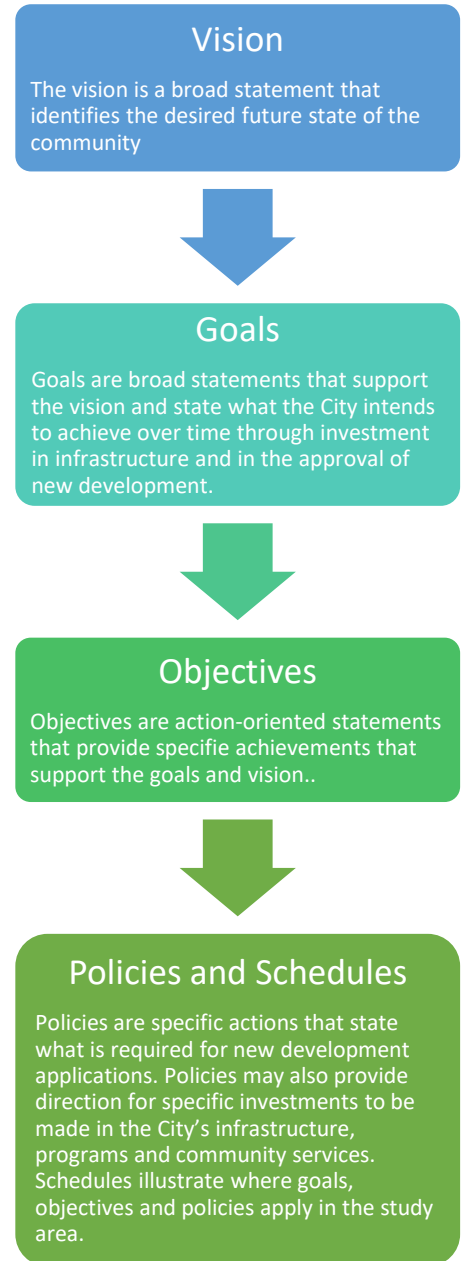 Vision
The vision is a broad statement that
identifies the desired future state of the
community
Goals
Goals are broad statements that support
the vision and state what the City intends
to achieve over time through investment
in infrastructure and in the approval of
new development.
Objectives
Objectives are action-oriented statements
that provide specifie achievements that
support the goals and vision..
Policies and Schedules
Policies are specific actions that state
what is required for new development
applications. Policies may also provide
direction for specific investments to be
made in the City’s infrastructure,
programs and community services.
Schedules illustrate where goals,
objectives and policies apply in the study
area.